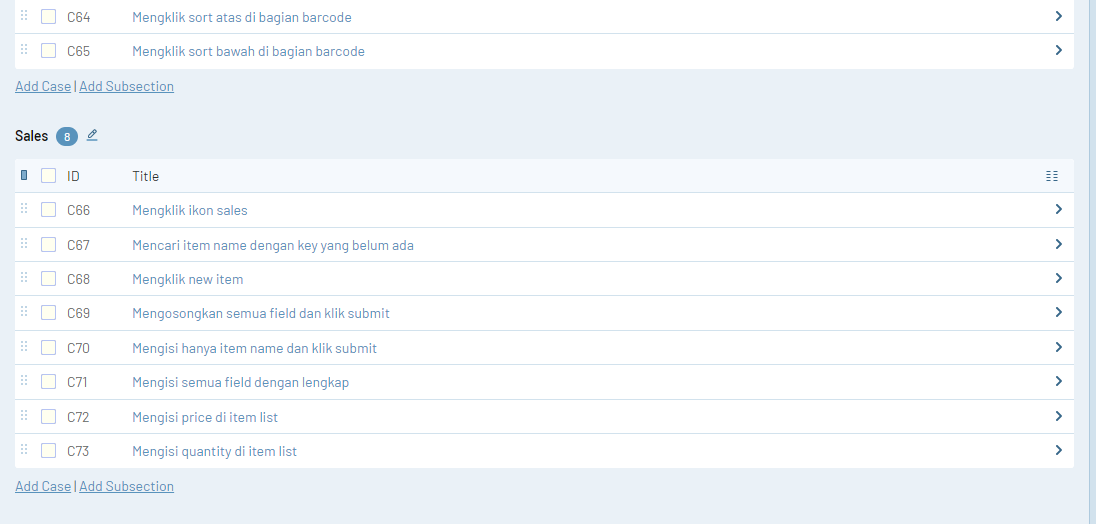 C64 Mengklik sort atas di bagian barcode
C65 Mengklik sort bawah di bagian barcode
Add Case | Add Subsection
Sales 8
ID Title
C66 Mengklik ikon sales
C67 Mencari item name dengan key yang belum ada
C68 Mengklik new item
C69 Mengosongkan semua field dan klik submit
C70 Mengisi hanya item name dan klik submit
C71 Mengisi semua field dengan lengkap
C72 Mengisi price di item list
C73 Mengisi quantity di item list
Add Case | Add Subsection